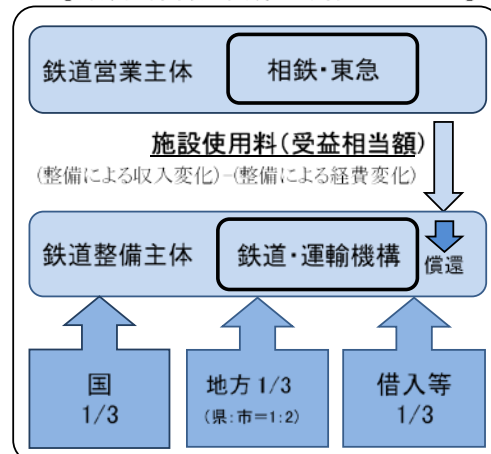 鉄道営業主体
相鉄・東急
施設使用料(受益相当額)
(整備による収入変化)-(整備による経費変化)
鉄道整備主体
鉄道・運輸機構
償還
国
1/3
地方 1/3
(県:市=1:2)
借入等
1/3